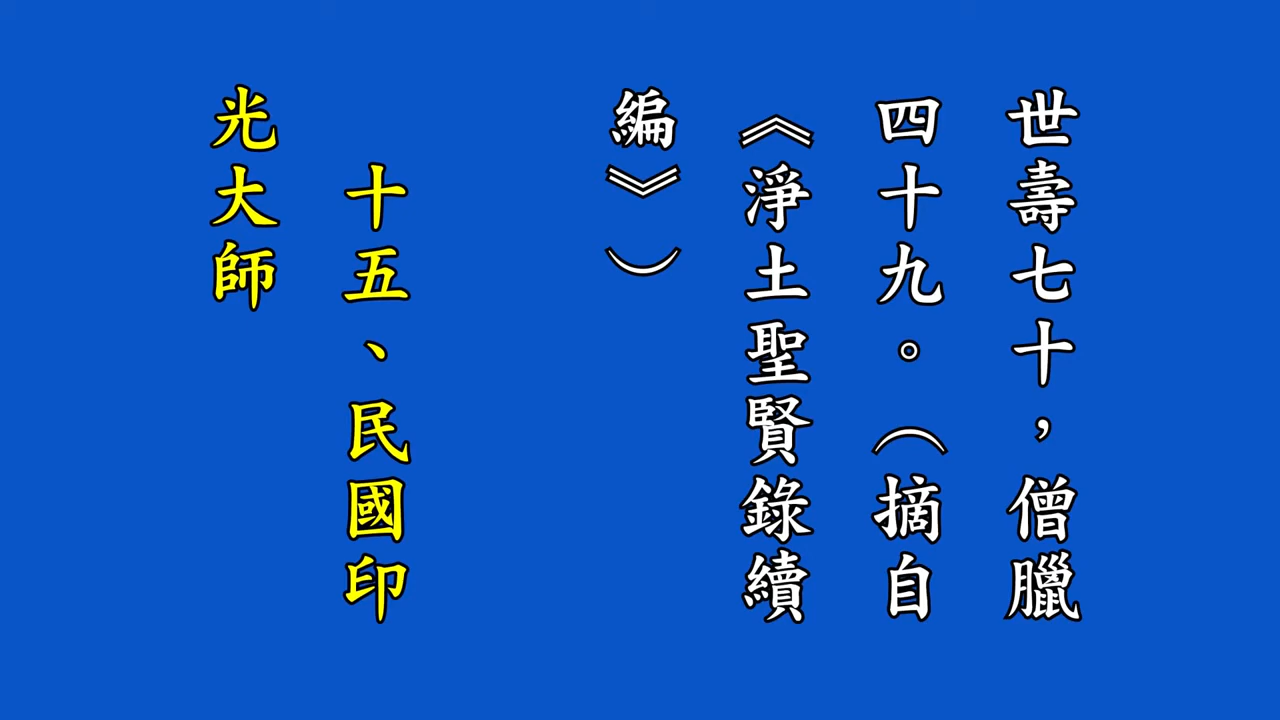 世壽七十，僧臘
四十九。（摘自
《淨土聖賢錄續
編》）
十五、民國印
光大師